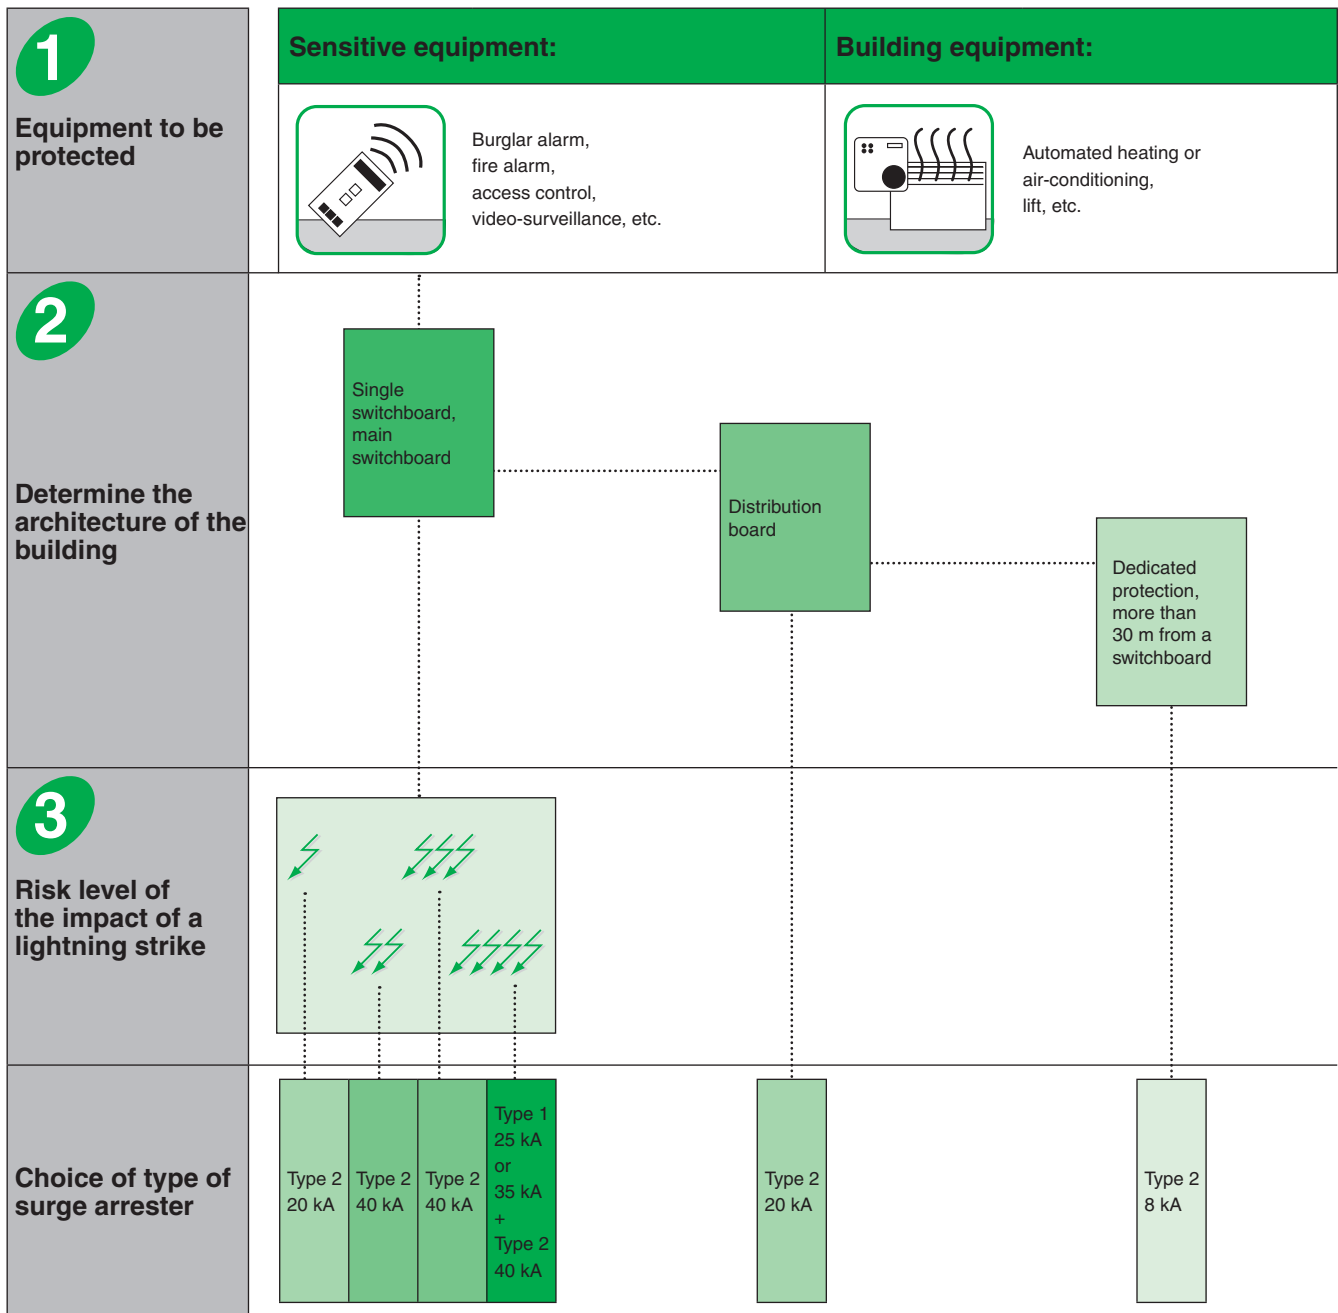 1
Equipment to be
protected
Sensitive equipment:
Building equipment:
Burglar alarm,
fire alarm,
access control,
video-surveillance, etc.
Automated heating or
air-conditioning,
lift, etc.
2
Determine the
architecture of the
building
Single
switchboard,
main
switchboard
Distribution
board
Dedicated
protection,
more than
30 m from a
switchboard
3
Risk level of
the impact of a
lightning strike
Choice of type of
surge arrester
Type 2
20 kA
Type 2
40 kA
Type 2
40 kA
Type 1
25 kA
or
35 kA
+
Type 2
40 kA
Type 2
20 kA
Type 2
8 kA